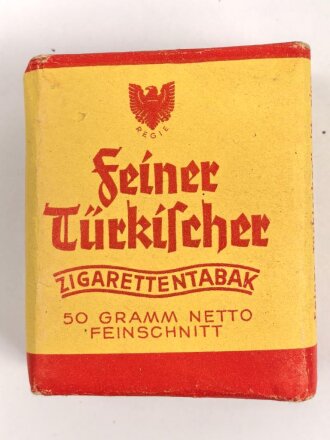 REGIE
Feiner
Türkiſcher
ZIGARETTENTABAK
50 GRAMM NETTO
FEINSCHNITT